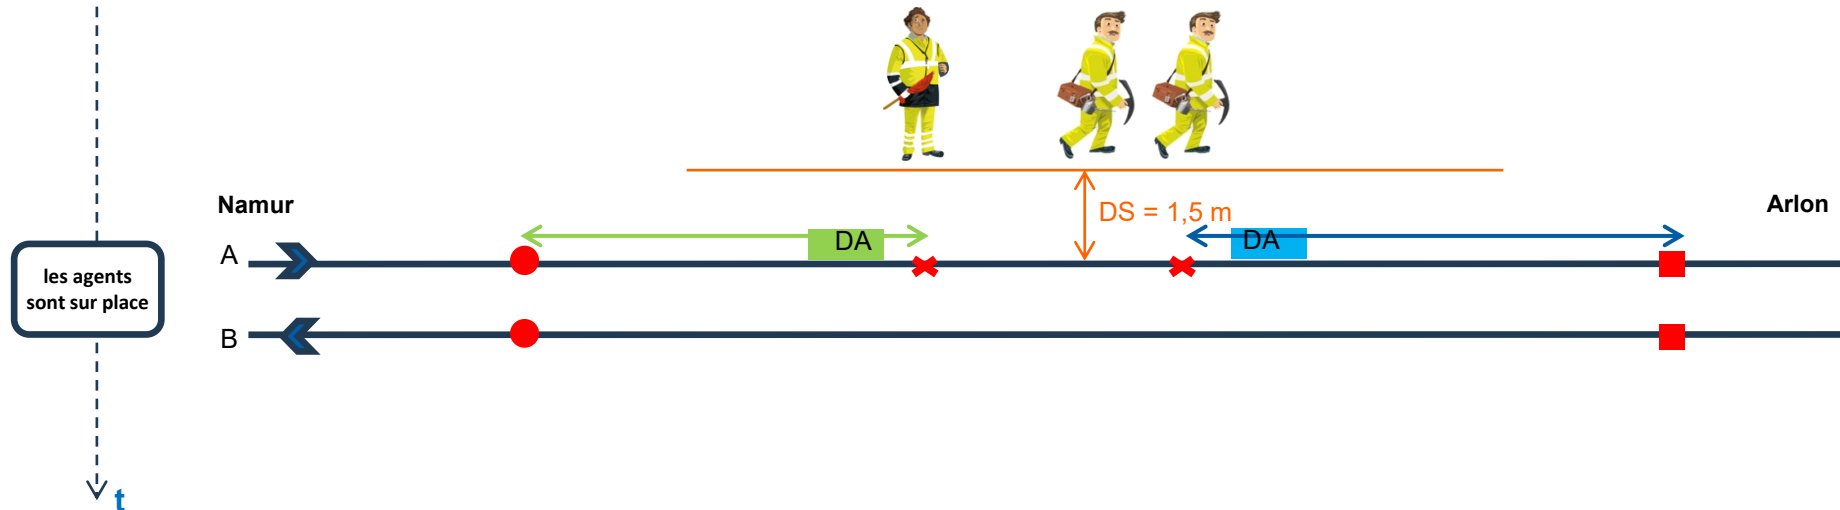 Namur
Arlon
DS = 1,5 m
DA
DA
A
les agents
sont sur place
B
t